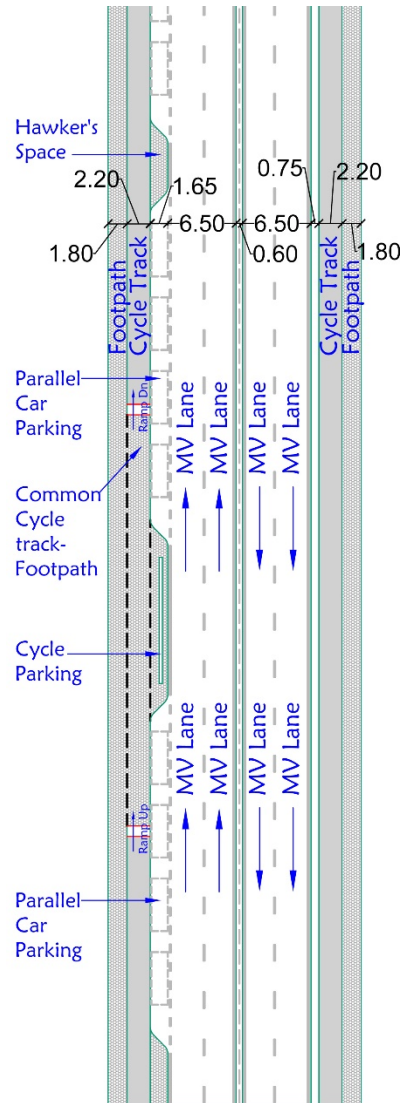 Hawker's
Space
2.20
1.65
0.75
2.20
1.80
6.50
6.50
0.60
1.80
Footpath
Cycle Track
Cycle Track
Footpath
Parallel
Car
Parking
Ramp Dn
MV Lane
MV Lane
MV Lane
MV Lane
Common
Cycle
track-
Footpath
Cycle
Parking
MV Lane
MV Lane
MV Lane
MV Lane
Ramp Up
Parallel
Car
Parking